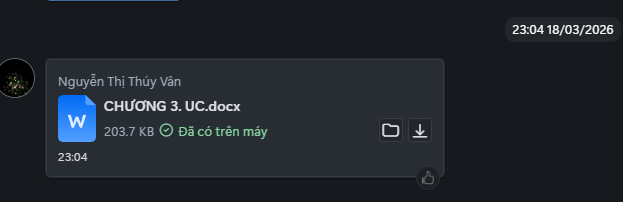 23:04 18/03/2026
Nguyễn Thị Thúy Vân
CHƯƠNG 3. UC.docx
W
203.7 KB Đã có trên máy
23:04